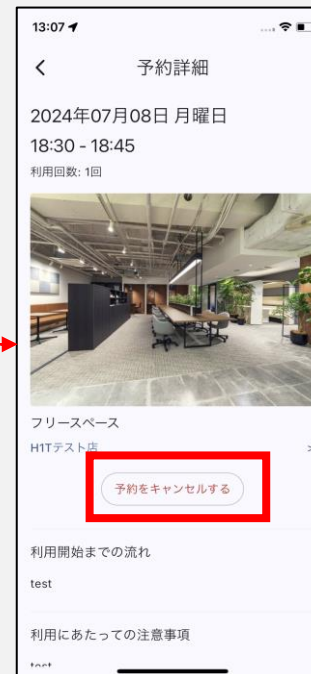 13:07
予約詳細
2024年07月08日 月曜日
18:30 - 18:45
利用回数: 1回
フリースペース
H1Tテスト店
予約をキャンセルする
利用開始までの流れ
test
利用にあたっての注意事項
test